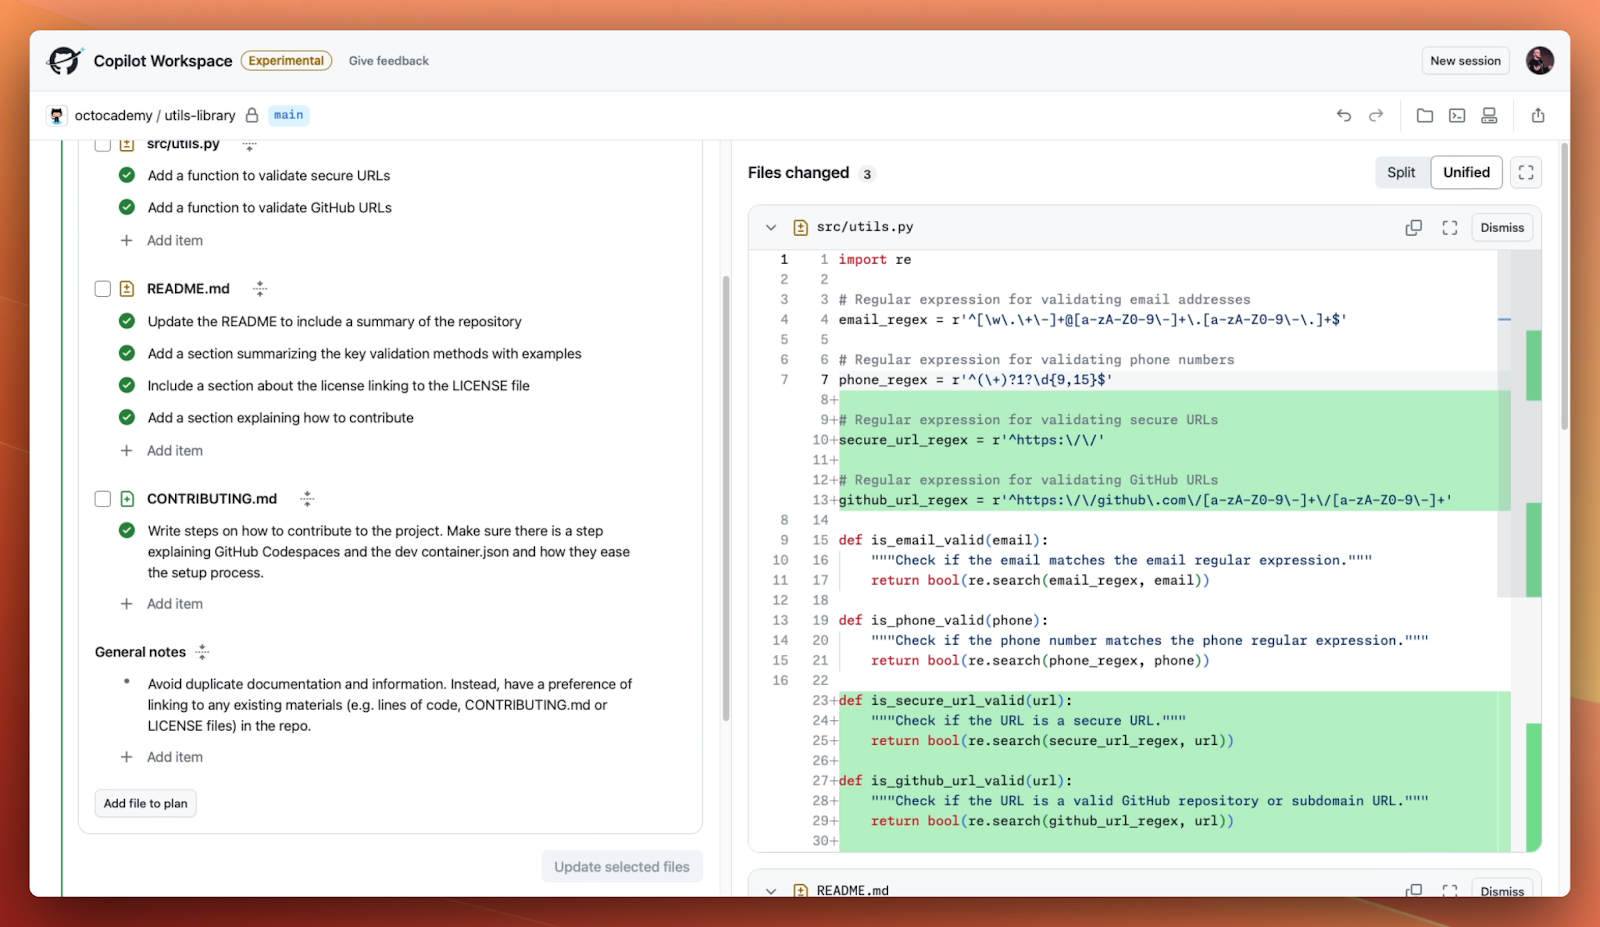 Copilot Workspace Experimental Give feedback
New session
octocademy / utils-library main
src/utils.py
Add a function to validate secure URLs
Add a function to validate GitHub URLs
Add item
README.md
Update the README to include a summary of the repository
Add a section summarizing the key validation methods with examples
Include a section about the license linking to the LICENSE file
Add a section explaining how to contribute
Add item
CONTRIBUTING.md
Write steps on how to contribute to the project. Make sure there is a step
explaining GitHub Codespaces and the dev container.json and how they ease
the setup process.
Add item
General notes
Avoid duplicate documentation and information. Instead, have a preference of
linking to any existing materials (e.g. lines of code, CONTRIBUTING.md or
LICENSE files) in the repo.
Add item
Add file to plan
Update selected files
Files changed 3
Split Unified
src/utils.py Dismiss
1 1 import re
2 2
3 3 # Regular expression for validating email addresses
4 4 email_regex = r'^[\w\.\+\-]+@[a-zA-Z0-9\-]+\.[a-zA-Z0-9\-\.]+$'
5 5
6 6 # Regular expression for validating phone numbers
7 7 phone_regex = r'^(\+)?1?\d{9,15}$'
8+
9+# Regular expression for validating secure URLs
10+secure_url_regex = r'^https:\/\/'
11+
12+# Regular expression for validating GitHub URLs
13+github_url_regex = r'^https:\/\/github\.com\/[a-zA-Z0-9\-]+\/[a-zA-Z0-9\-]+'
8 14
9 15 def is_email_valid(email):
10 16 """Check if the email matches the email regular expression."""
11 17 return bool(re.search(email_regex, email))
12 18
13 19 def is_phone_valid(phone):
14 20 """Check if the phone number matches the phone regular expression."""
15 21 return bool(re.search(phone_regex, phone))
16 22
23+def is_secure_url_valid(url):
24+ """Check if the URL is a secure URL."""
25+ return bool(re.search(secure_url_regex, url))
26+
27+def is_github_url_valid(url):
28+ """Check if the URL is a valid GitHub repository or subdomain URL."""
29+ return bool(re.search(github_url_regex, url))
30+
README.md Dismiss